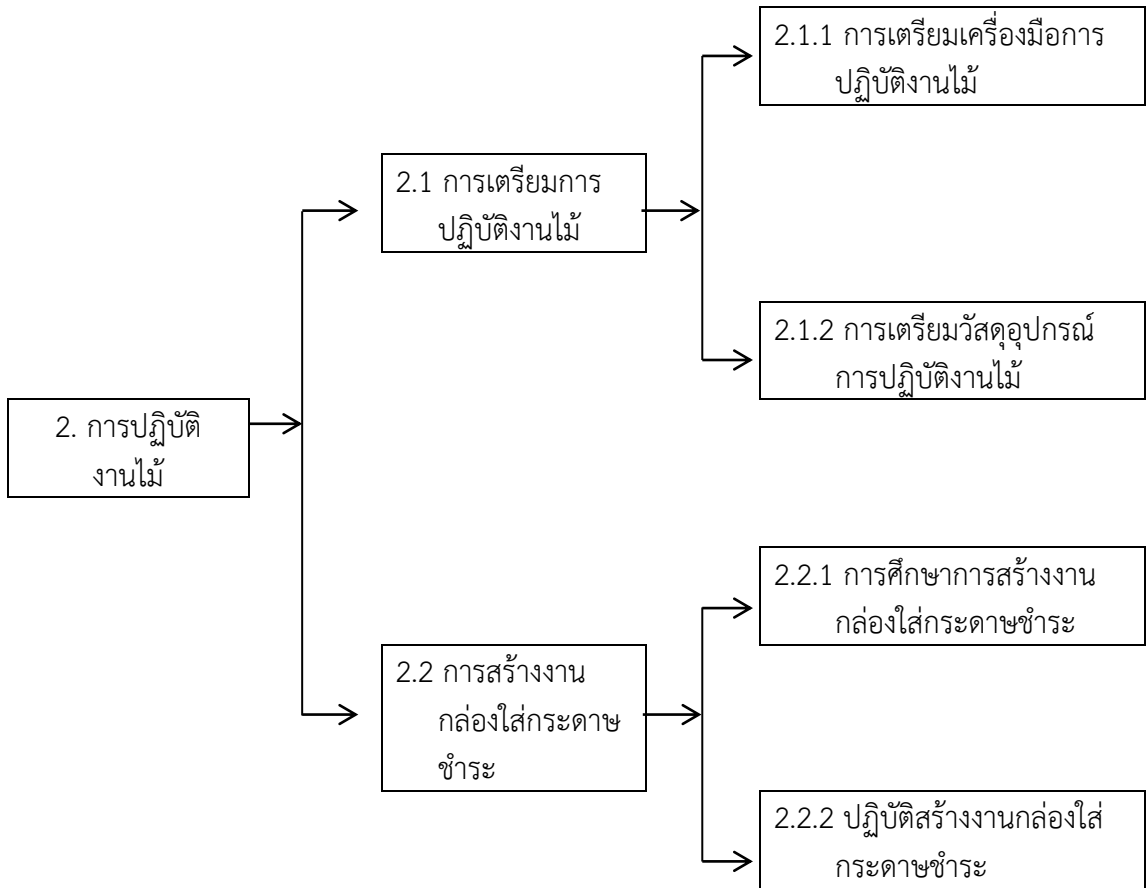 2.1.1 การเตรียมเครื่องมือการ
ปฏิบัติงานไม้
2.1 การเตรียมการ
ปฏิบัติงานไม้
2.1.2 การเตรียมวัสดุอุปกรณ์
การปฏิบัติงานไม้
2. การปฏิบัติ
งานไม้
2.2.1 การศึกษาการสร้างงาน
กล่องใส่กระดาษชำระ
2.2 การสร้างงาน
กล่องใส่กระดาษ
ชำระ
2.2.2 ปฏิบัติสร้างงานกล่องใส่
กระดาษชำระ